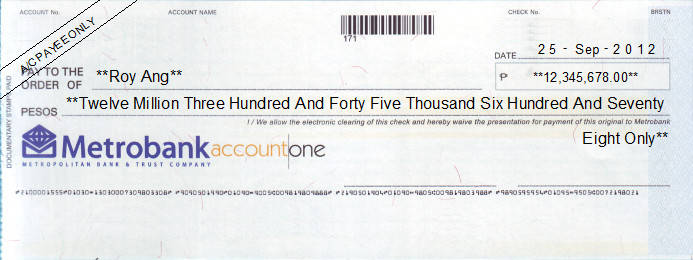 ACCOUNT No. ACCOUNT NAME CHECK No. BRSTN
A/C PAYEE ONLY
171
DATE 25 - Sep - 2012
PAY TO THE
ORDER OF **Roy Ang** ₱ **12,345,678.00**
PESOS **Twelve Million Three Hundred And Forty Five Thousand Six Hundred And Seventy
I / We allow the electronic clearing of this check and hereby waive the presentation for payment of this original to Metrobank
Eight Only**
Metrobank accountone
METROPOLITAN BANK & TRUST COMPANY
DOCUMENTARY STAMP PAID